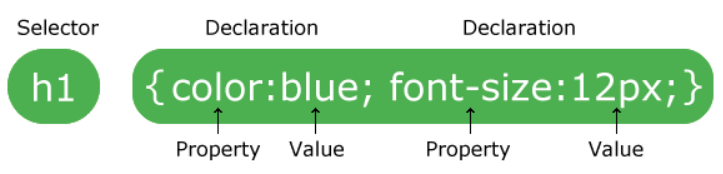 Selector Declaration Declaration
h1 {color:blue; font-size:12px;}
Property Value Property Value